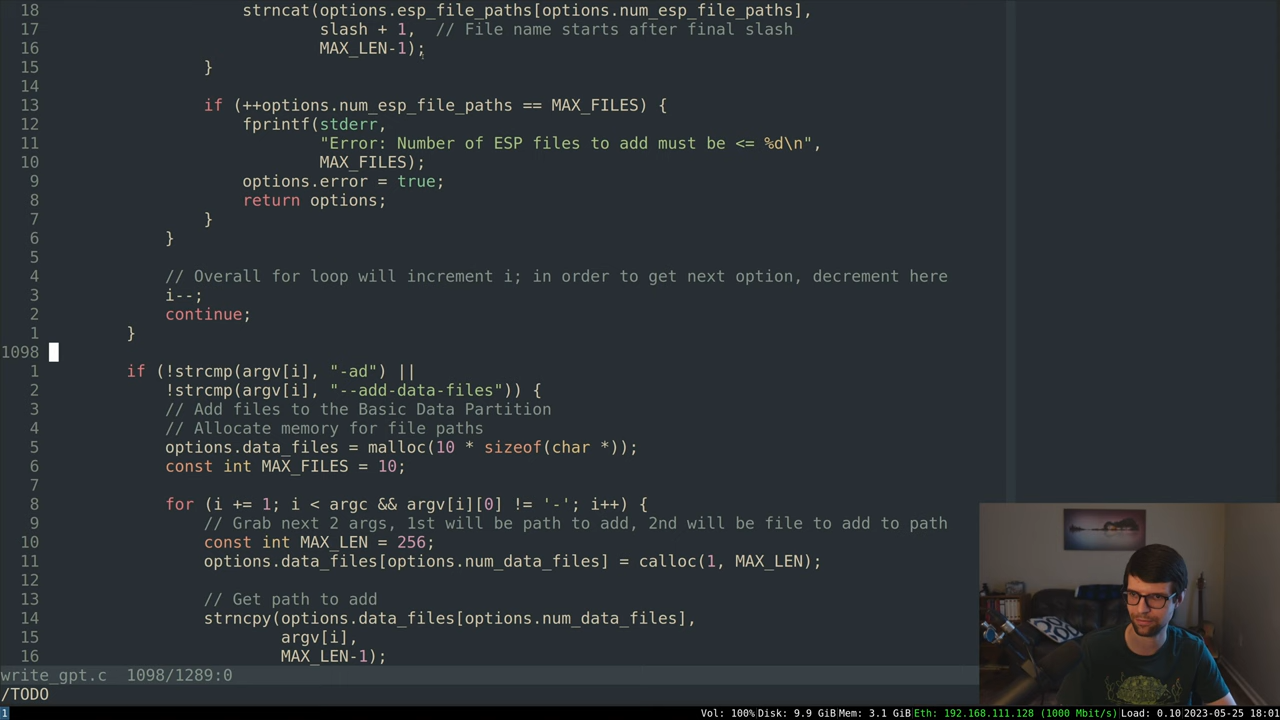 18 strncat(options.esp_file_paths[options.num_esp_file_paths],
17 slash + 1,  // File name starts after final slash
16 MAX_LEN-1);
15 }
14
13 if (++options.num_esp_file_paths == MAX_FILES) {
12 fprintf(stderr,
11 "Error: Number of ESP files to add must be <= %d\n",
10 MAX_FILES);
9 options.error = true;
8 return options;
7 }
6 }
5
4 // Overall for loop will increment i; in order to get next option, decrement here
3 i--;
2 continue;
1 }
1098
1 if (!strcmp(argv[i], "-ad") ||
2 !strcmp(argv[i], "--add-data-files")) {
3 // Add files to the Basic Data Partition
4 // Allocate memory for file paths
5 options.data_files = malloc(10 * sizeof(char *));
6 const int MAX_FILES = 10;
7
8 for (i += 1; i < argc && argv[i][0] != '-'; i++) {
9 // Grab next 2 args, 1st will be path to add, 2nd will be file to add to path
10 const int MAX_LEN = 256;
11 options.data_files[options.num_data_files] = calloc(1, MAX_LEN);
12
13 // Get path to add
14 strncpy(options.data_files[options.num_data_files],
15 argv[i],
16 MAX_LEN-1);
write_gpt.c 1098/1289:0
/TODO
1 Vol: 100% Disk: 9.9 GiB Mem: 3.1 GiB Eth: 192.168.111.128 (1000 Mbit/s) Load: 0.10 2023-05-25 18:01